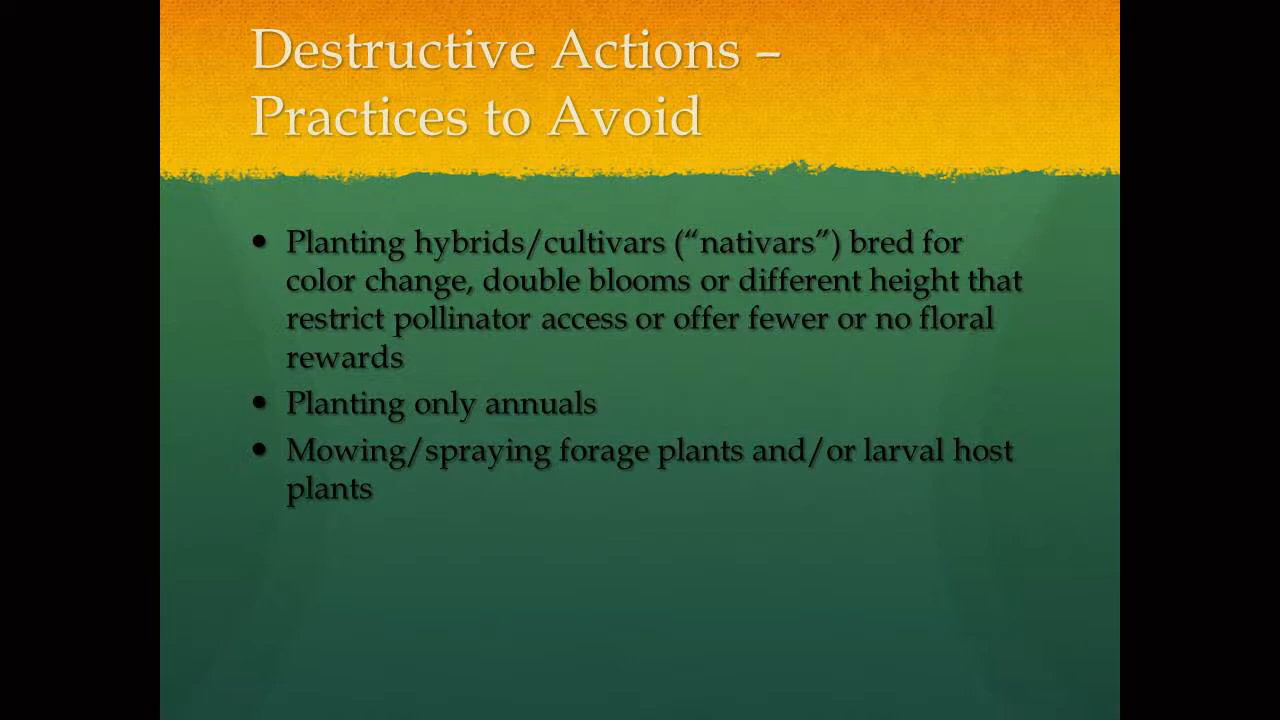 Destructive Actions –
Practices to Avoid
• Planting hybrids/cultivars (“nativars”) bred for
color change, double blooms or different height that
restrict pollinator access or offer fewer or no floral
rewards
• Planting only annuals
• Mowing/spraying forage plants and/or larval host
plants